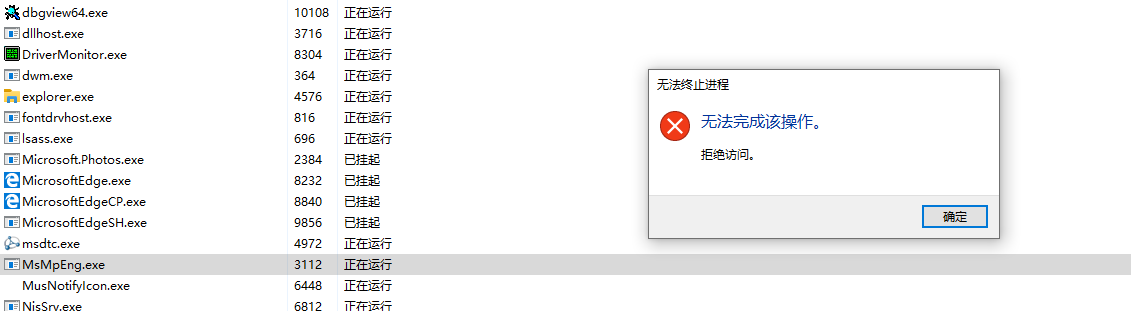 dbgview64.exe 10108 正在运行
dllhost.exe 3716 正在运行
DriverMonitor.exe 8304 正在运行
dwm.exe 364 正在运行
explorer.exe 4576 正在运行
fontdrvhost.exe 816 正在运行
lsass.exe 696 正在运行
Microsoft.Photos.exe 2384 已挂起
MicrosoftEdge.exe 8232 已挂起
MicrosoftEdgeCP.exe 8840 已挂起
MicrosoftEdgeSH.exe 9856 已挂起
msdtc.exe 4972 正在运行
MsMpEng.exe 3112 正在运行
MusNotifyIcon.exe 6448 正在运行
NisSrv.exe 6812 正在运行
无法终止进程
无法完成该操作。
拒绝访问。
确定